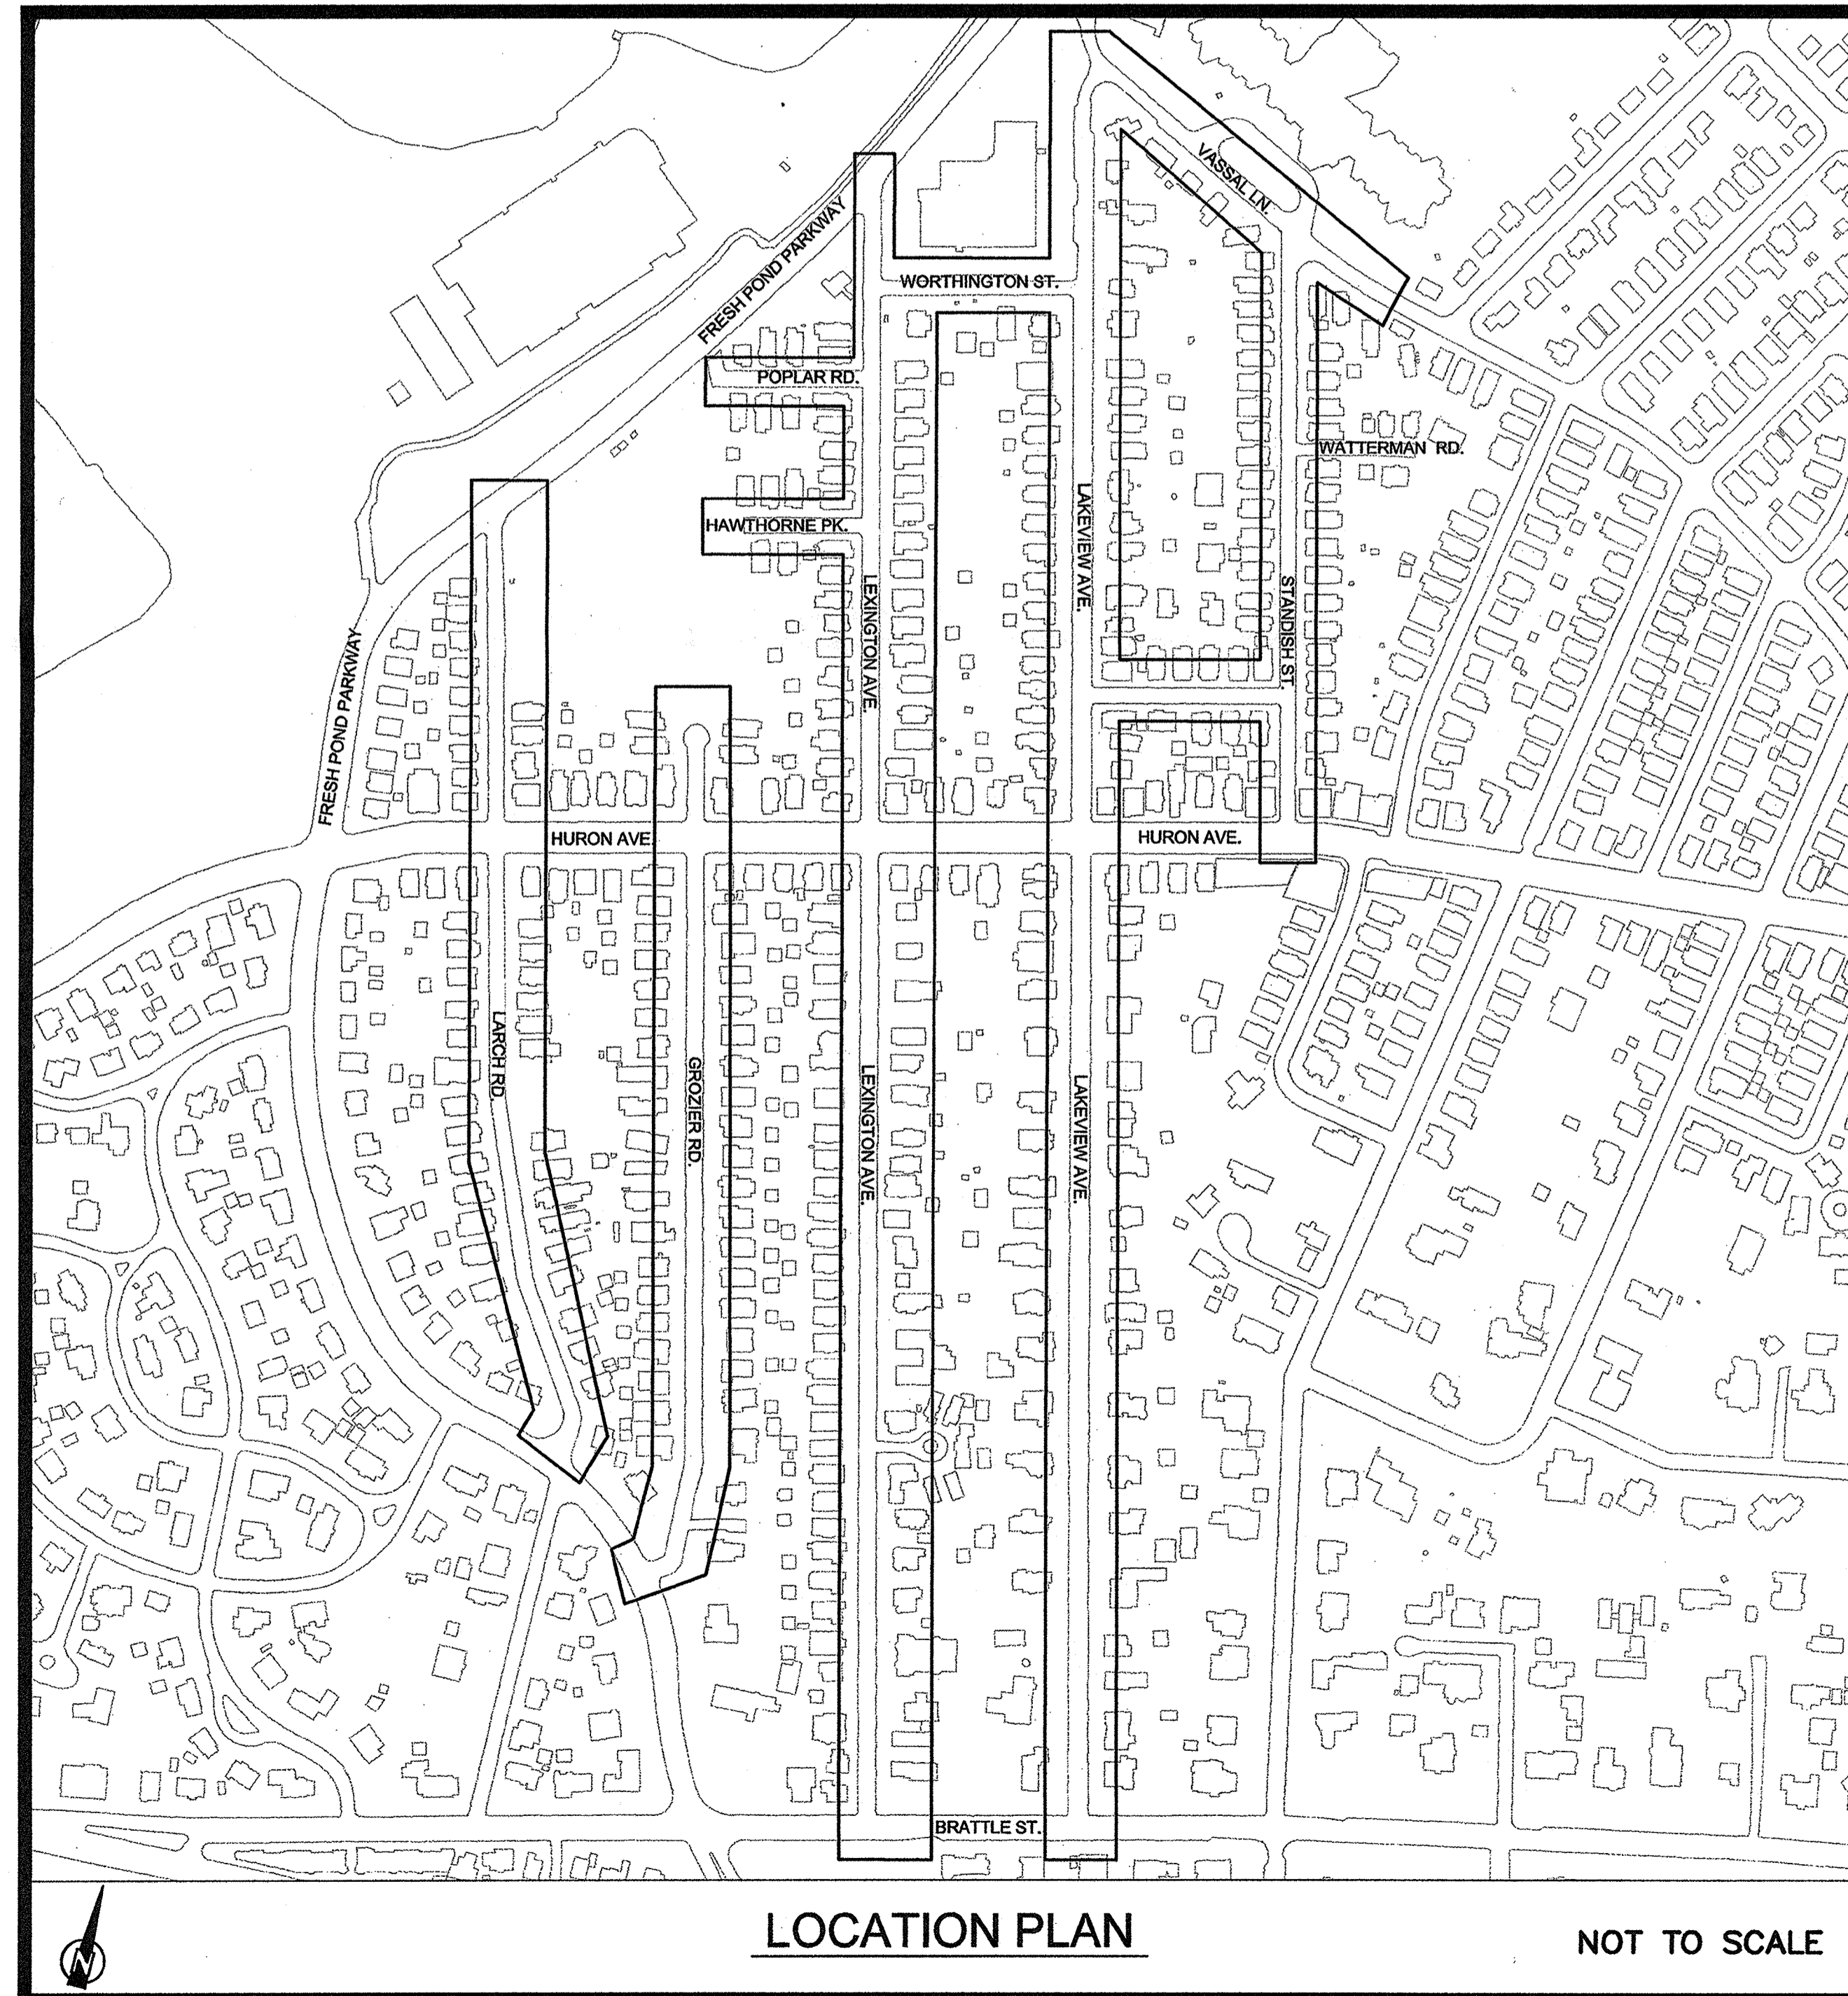 VASSAL LN.
FRESH POND PARKWAY
WORTHINGTON ST.
POPLAR RD.
WATTERMAN RD.
HAWTHORNE PK.
LAKEVIEW AVE.
LEXINGTON AVE.
STANDISH ST.
FRESH POND PARKWAY
HURON AVE.
HURON AVE.
LARCH RD.
GROZIER RD.
LEXINGTON AVE.
LAKEVIEW AVE.
BRATTLE ST.
N
LOCATION PLAN
NOT TO SCALE